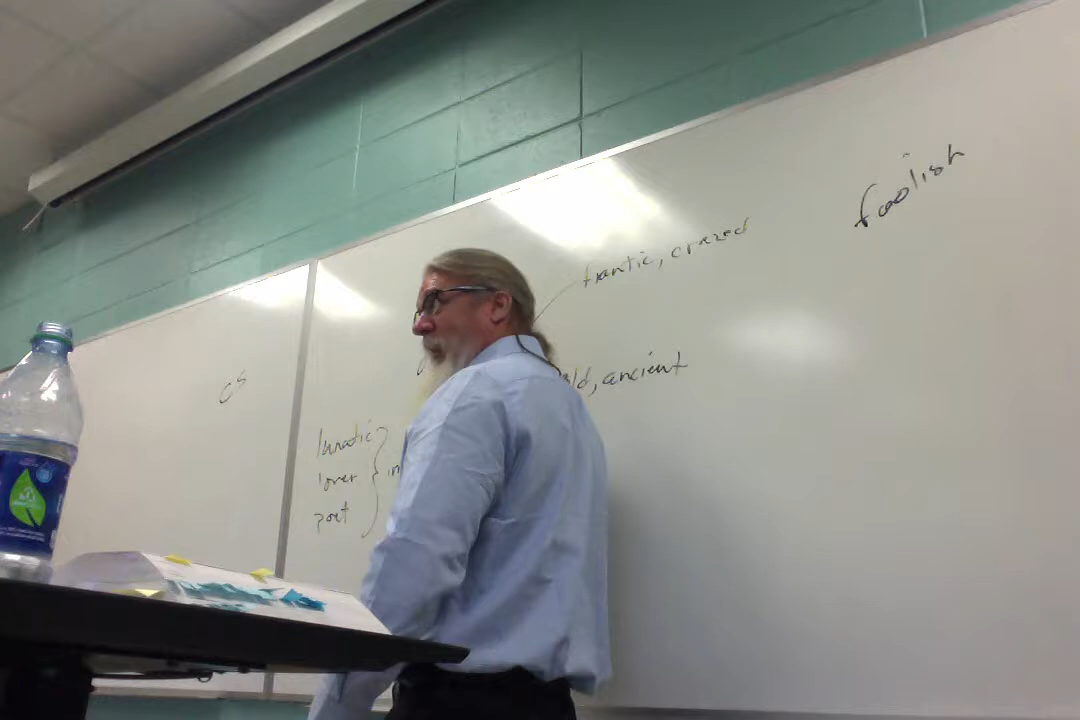 foolish
frantic, crazed
old, ancient
cs
lunatic
lover
poet